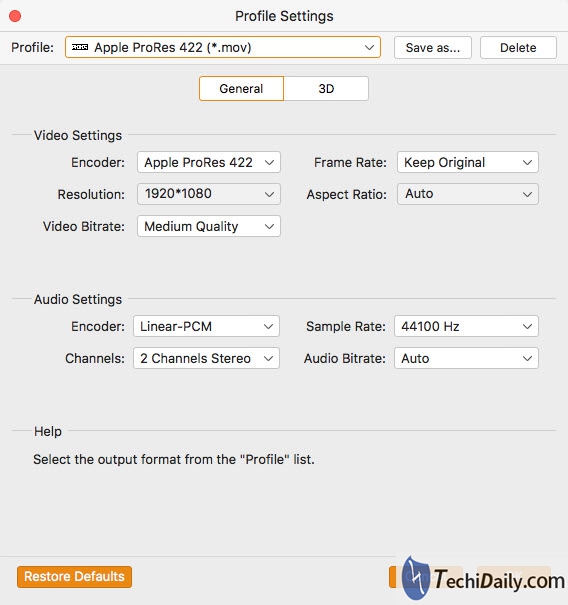 Profile Settings
Profile: Apple ProRes 422 (*.mov) Save as... Delete
General 3D
Video Settings
Encoder: Apple ProRes 422 Frame Rate: Keep Original
Resolution: 1920*1080 Aspect Ratio: Auto
Video Bitrate: Medium Quality
Audio Settings
Encoder: Linear-PCM Sample Rate: 44100 Hz
Channels: 2 Channels Stereo Audio Bitrate: Auto
Help
Select the output format from the "Profile" list.
Restore Defaults
TechiDaily.com